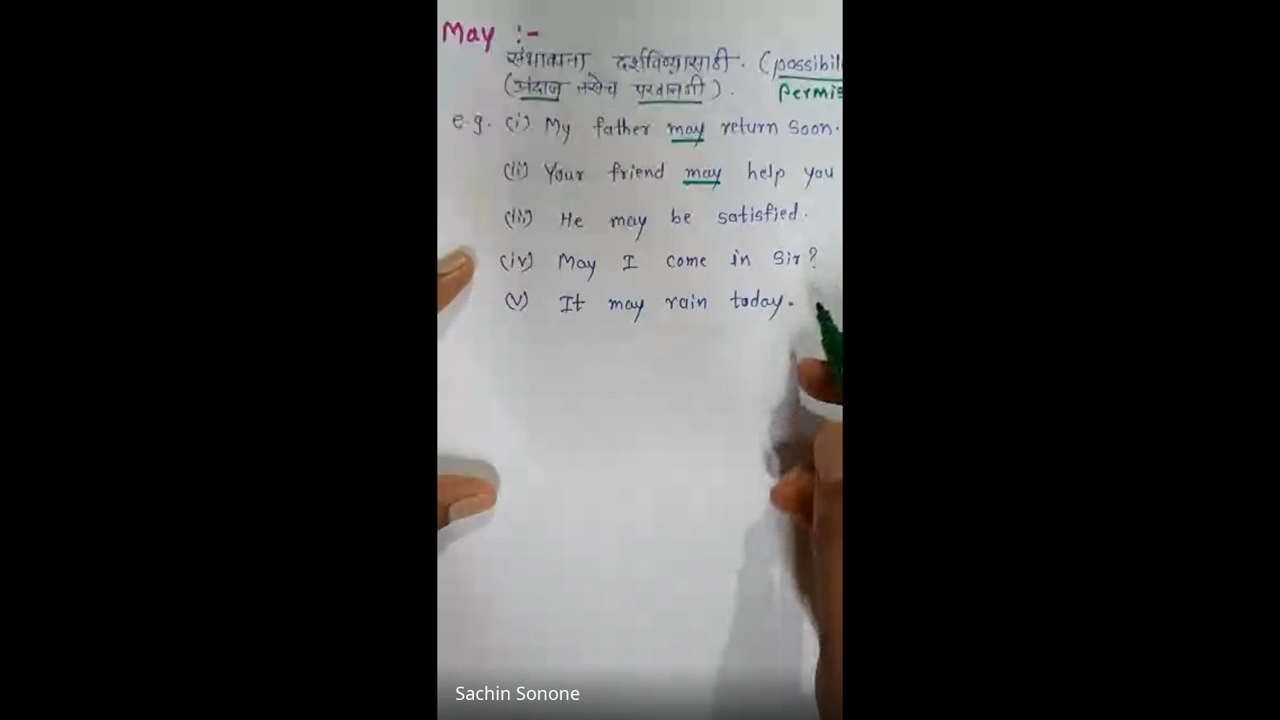 May :-
संभावना दर्शविण्यासाठी. (possibil
(अंदाज तसेच परवानगी). Permis
e.g. (i) My father may return soon.
(ii) Your friend may help you
(iii) He may be satisfied.
(iv) May I come in Sir?
(v) It may rain today.
Sachin Sonone